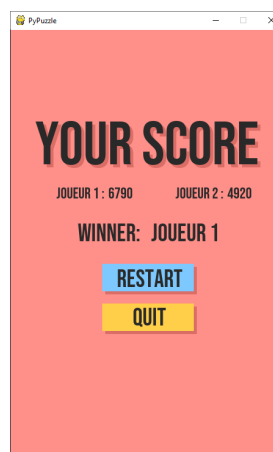 PyPuzzle
YOUR SCORE
JOUEUR 1 : 6790 JOUEUR 2 : 4920
WINNER: JOUEUR 1
RESTART
QUIT